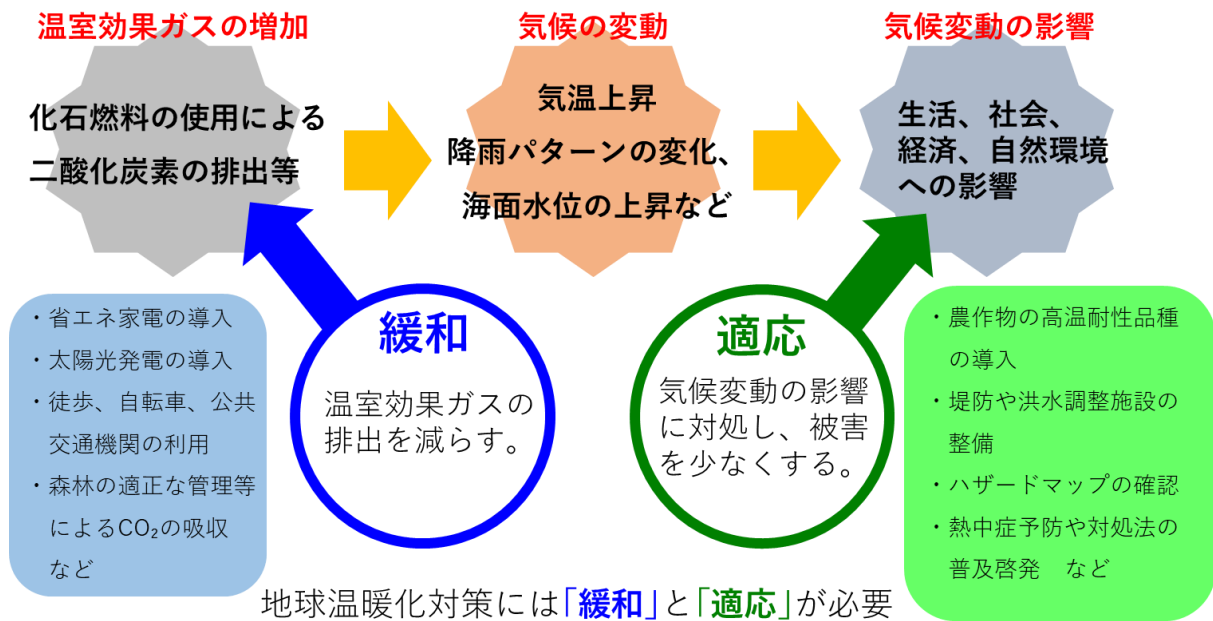 温室効果ガスの増加
化石燃料の使用による
二酸化炭素の排出等
気候の変動
気温上昇
降雨パターンの変化、
海面水位の上昇など
気候変動の影響
生活、社会、
経済、自然環境
への影響
・省エネ家電の導入
・太陽光発電の導入
・徒歩、自転車、公共
交通機関の利用
・森林の適正な管理等
によるCO₂の吸収
など
緩和
温室効果ガスの
排出を減らす。
適応
気候変動の影響
に対処し、被害
を少なくする。
・農作物の高温耐性品種
の導入
・堤防や洪水調整施設の
整備
・ハザードマップの確認
・熱中症予防や対処法の
普及啓発　など
地球温暖化対策には「緩和」と「適応」が必要